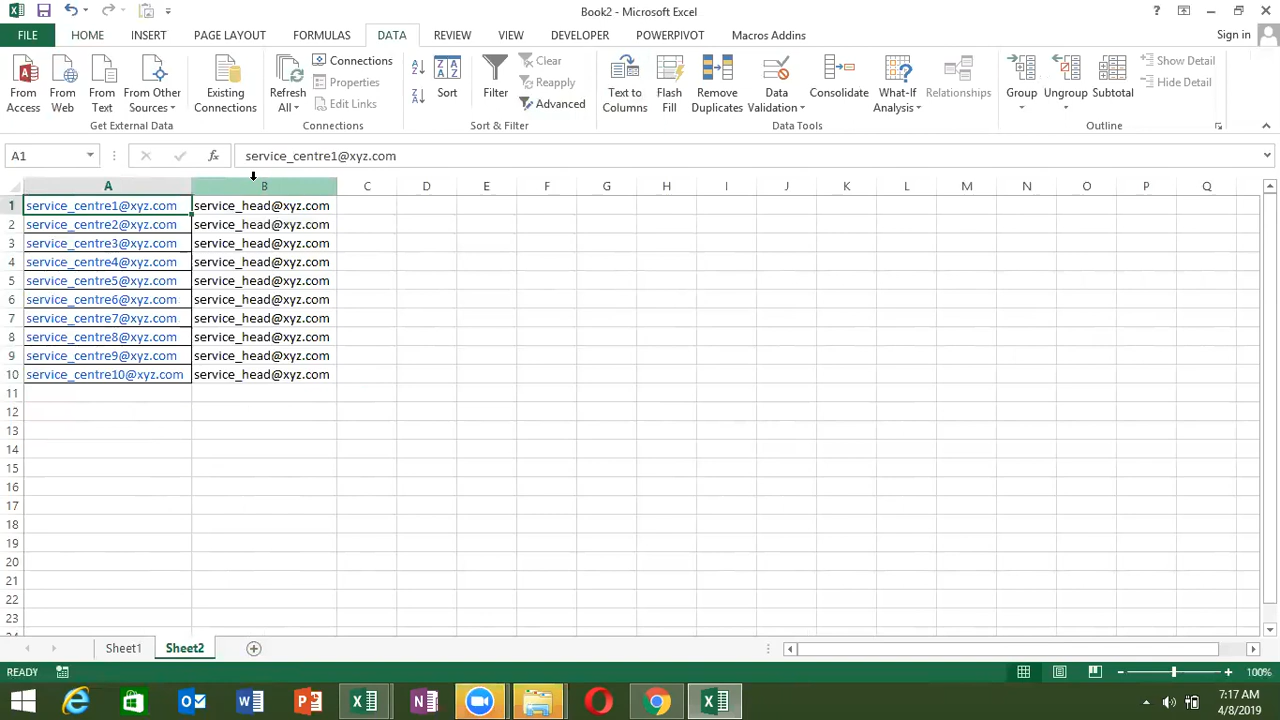 Book2 - Microsoft Excel
?
FILE HOME INSERT PAGE LAYOUT FORMULAS DATA REVIEW VIEW DEVELOPER POWERPIVOT Macros Addins Sign in
From Access
From Web
From Text
From Other Sources
Existing Connections
Get External Data
Refresh All
Connections
Properties
Edit Links
Connections
Sort
Filter
Clear
Reapply
Advanced
Sort & Filter
Text to Columns
Flash Fill
Remove Duplicates
Data Validation
Consolidate
What-If Analysis
Relationships
Data Tools
Group
Ungroup
Subtotal
Show Detail
Hide Detail
Outline
A1 fx service_centre1@xyz.com
A B C D E F G H I J K L M N O P Q
1 service_centre1@xyz.com service_head@xyz.com
2 service_centre2@xyz.com service_head@xyz.com
3 service_centre3@xyz.com service_head@xyz.com
4 service_centre4@xyz.com service_head@xyz.com
5 service_centre5@xyz.com service_head@xyz.com
6 service_centre6@xyz.com service_head@xyz.com
7 service_centre7@xyz.com service_head@xyz.com
8 service_centre8@xyz.com service_head@xyz.com
9 service_centre9@xyz.com service_head@xyz.com
10 service_centre10@xyz.com service_head@xyz.com
11
12
13
14
15
16
17
18
19
20
21
22
23
Sheet1 Sheet2
READY 100%
7:17 AM
4/8/2019